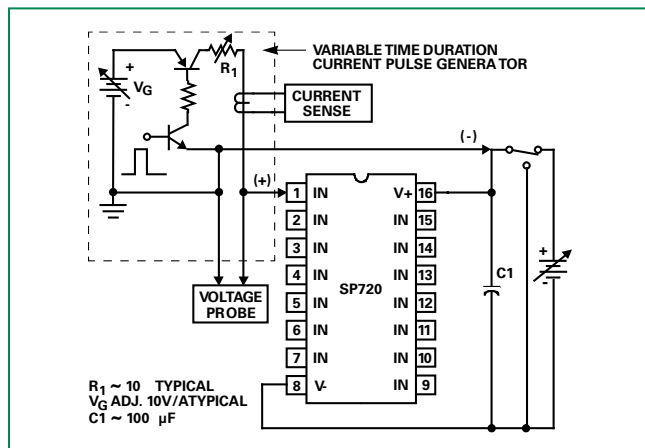 VARIABLE TIME DURATION
CURRENT PULSE GENERATOR
+
VG
-
R1
CURRENT
SENSE
(-)
(+)
1 IN V+ 16
2 IN IN 15
3 IN IN 14
4 IN IN 13
5 IN IN 12
6 IN IN 11
7 IN IN 10
8 V- IN 9
SP720
C1
+
-
VOLTAGE
PROBE
R1 ~ 10 TYPICAL
VG ADJ. 10V/ATYPICAL
C1 ~ 100 µF